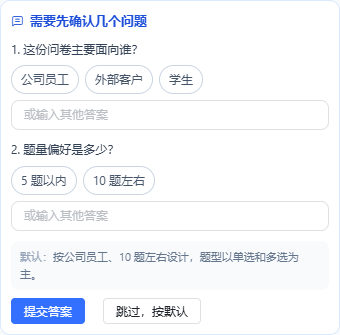 需要先确认几个问题
1. 这份问卷主要面向谁？
公司员工 外部客户 学生
或输入其他答案
2. 题量偏好是多少？
5 题以内 10 题左右
或输入其他答案
默认：按公司员工、10 题左右设计，题型以单选和多选为
主。
提交答案 跳过，按默认